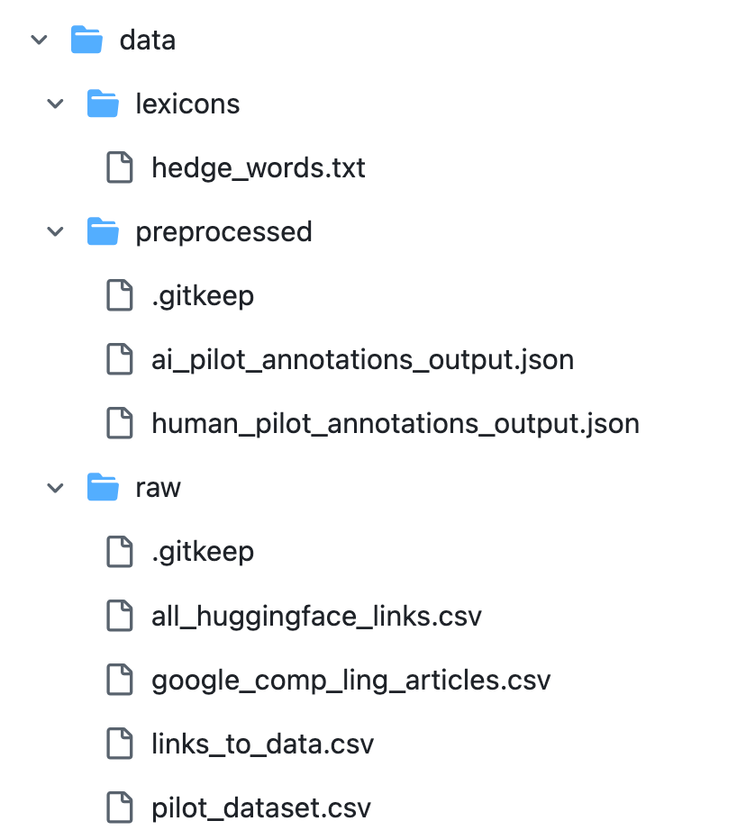 data
lexicons
hedge_words.txt
preprocessed
.gitkeep
ai_pilot_annotations_output.json
human_pilot_annotations_output.json
raw
.gitkeep
all_huggingface_links.csv
google_comp_ling_articles.csv
links_to_data.csv
pilot_dataset.csv